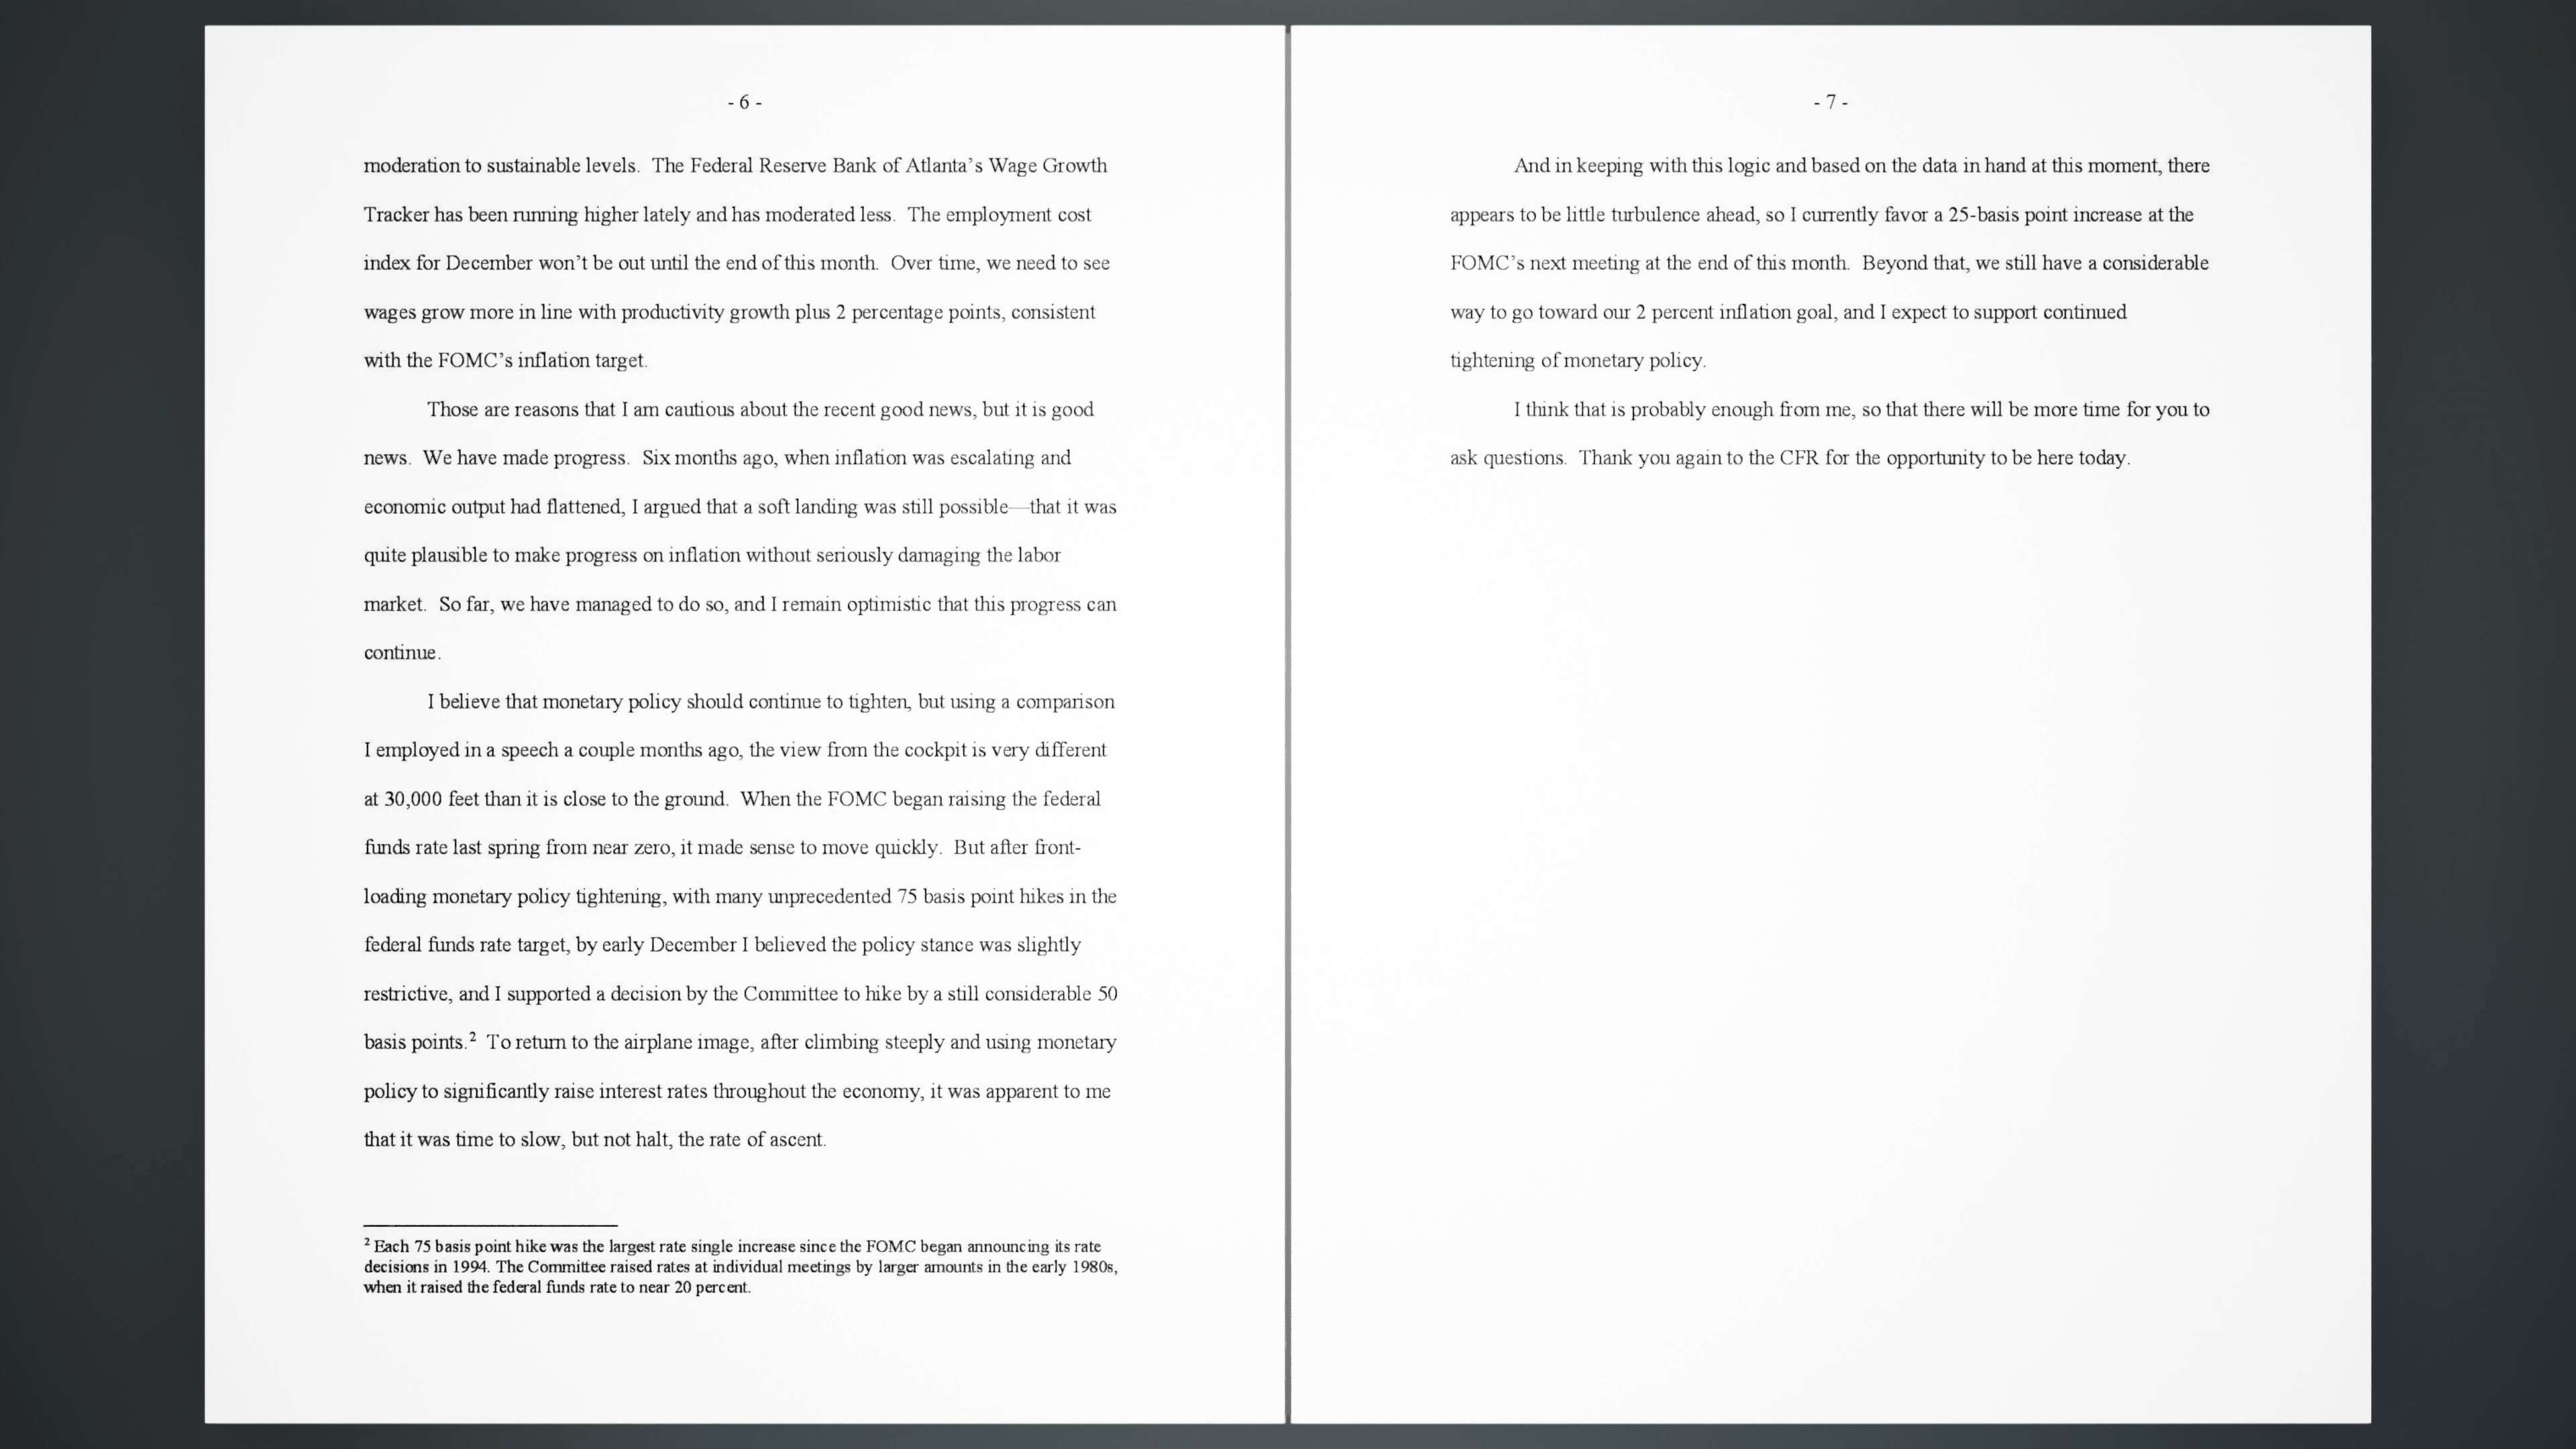 - 6 -
moderation to sustainable levels.  The Federal Reserve Bank of Atlanta’s Wage Growth
Tracker has been running higher lately and has moderated less.  The employment cost
index for December won’t be out until the end of this month.  Over time, we need to see
wages grow more in line with productivity growth plus 2 percentage points, consistent
with the FOMC’s inflation target.
Those are reasons that I am cautious about the recent good news, but it is good
news.  We have made progress.  Six months ago, when inflation was escalating and
economic output had flattened, I argued that a soft landing was still possible—that it was
quite plausible to make progress on inflation without seriously damaging the labor
market.  So far, we have managed to do so, and I remain optimistic that this progress can
continue.
I believe that monetary policy should continue to tighten, but using a comparison
I employed in a speech a couple months ago, the view from the cockpit is very different
at 30,000 feet than it is close to the ground.  When the FOMC began raising the federal
funds rate last spring from near zero, it made sense to move quickly.  But after front-
loading monetary policy tightening, with many unprecedented 75 basis point hikes in the
federal funds rate target, by early December I believed the policy stance was slightly
restrictive, and I supported a decision by the Committee to hike by a still considerable 50
basis points.²  To return to the airplane image, after climbing steeply and using monetary
policy to significantly raise interest rates throughout the economy, it was apparent to me
that it was time to slow, but not halt, the rate of ascent.
² Each 75 basis point hike was the largest rate single increase since the FOMC began announcing its rate
decisions in 1994. The Committee raised rates at individual meetings by larger amounts in the early 1980s,
when it raised the federal funds rate to near 20 percent.
- 7 -
And in keeping with this logic and based on the data in hand at this moment, there
appears to be little turbulence ahead, so I currently favor a 25-basis point increase at the
FOMC’s next meeting at the end of this month.  Beyond that, we still have a considerable
way to go toward our 2 percent inflation goal, and I expect to support continued
tightening of monetary policy.
I think that is probably enough from me, so that there will be more time for you to
ask questions.  Thank you again to the CFR for the opportunity to be here today.